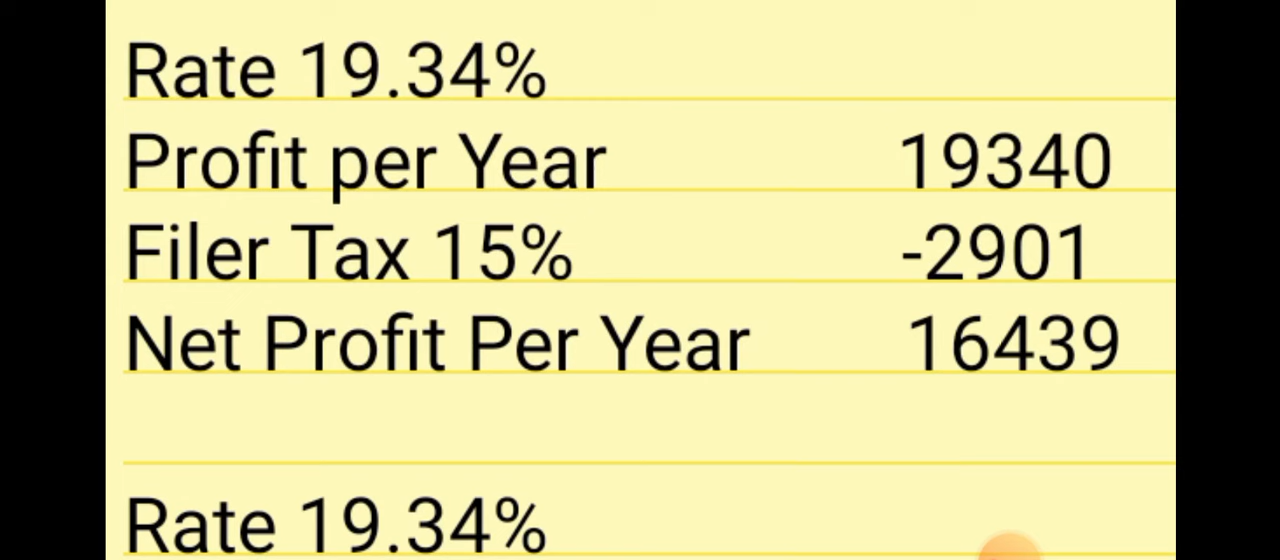 Rate 19.34%
Profit per Year 19340
Filer Tax 15% -2901
Net Profit Per Year 16439
Rate 19.34%